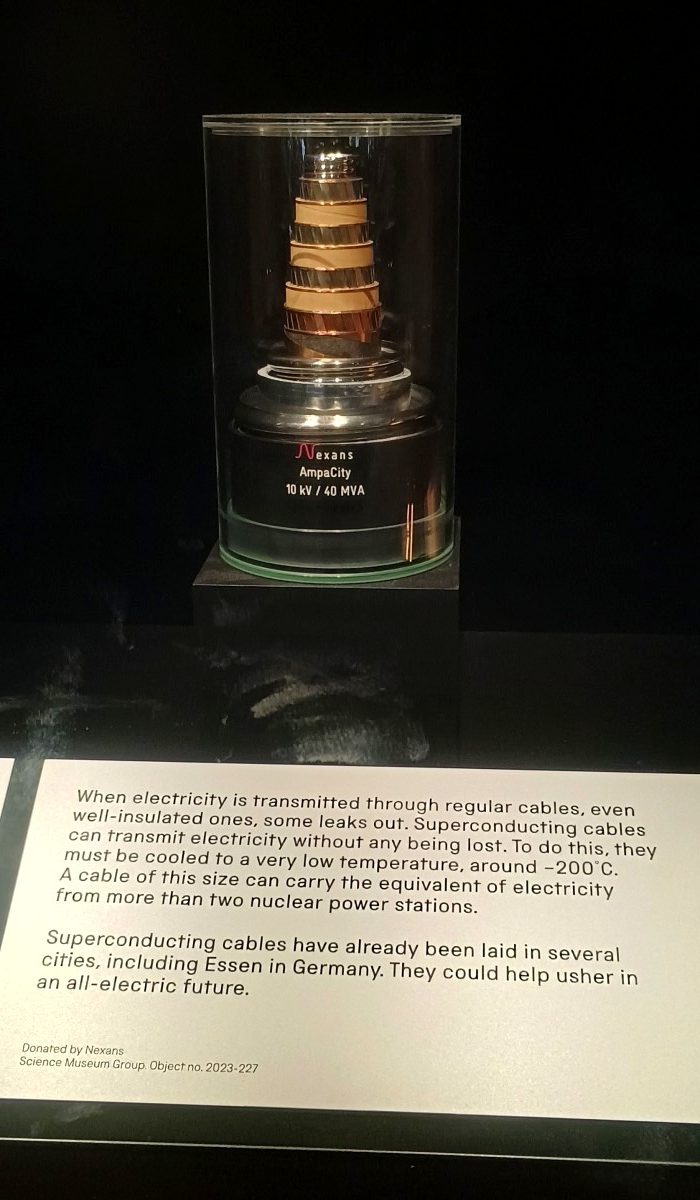 Nexans
AmpaCity
10 kV / 40 MVA
When electricity is transmitted through regular cables, even
well-insulated ones, some leaks out. Superconducting cables
can transmit electricity without any being lost. To do this, they
must be cooled to a very low temperature, around –200°C.
A cable of this size can carry the equivalent of electricity
from more than two nuclear power stations.
Superconducting cables have already been laid in several
cities, including Essen in Germany. They could help usher in
an all-electric future.
Donated by Nexans
Science Museum Group. Object no. 2023-227